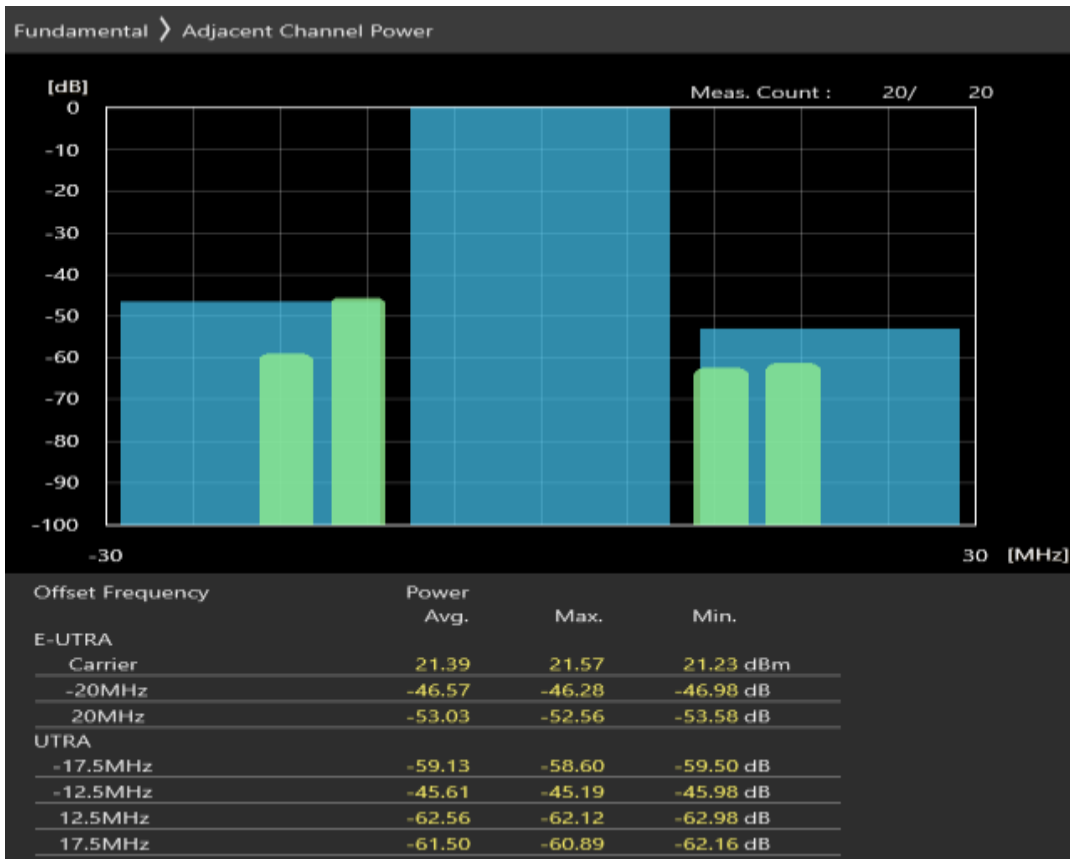 Fundamental 〉 Adjacent Channel Power
[dB]
Meas. Count : 20/ 20
0
-10
-20
-30
-40
-50
-60
-70
-80
-90
-100
-30 30 [MHz]
Offset Frequency Power
Avg. Max. Min.
E-UTRA
Carrier 21.39 21.57 21.23 dBm
-20MHz -46.57 -46.28 -46.98 dB
20MHz -53.03 -52.56 -53.58 dB
UTRA
-17.5MHz -59.13 -58.60 -59.50 dB
-12.5MHz -45.61 -45.19 -45.98 dB
12.5MHz -62.56 -62.12 -62.98 dB
17.5MHz -61.50 -60.89 -62.16 dB